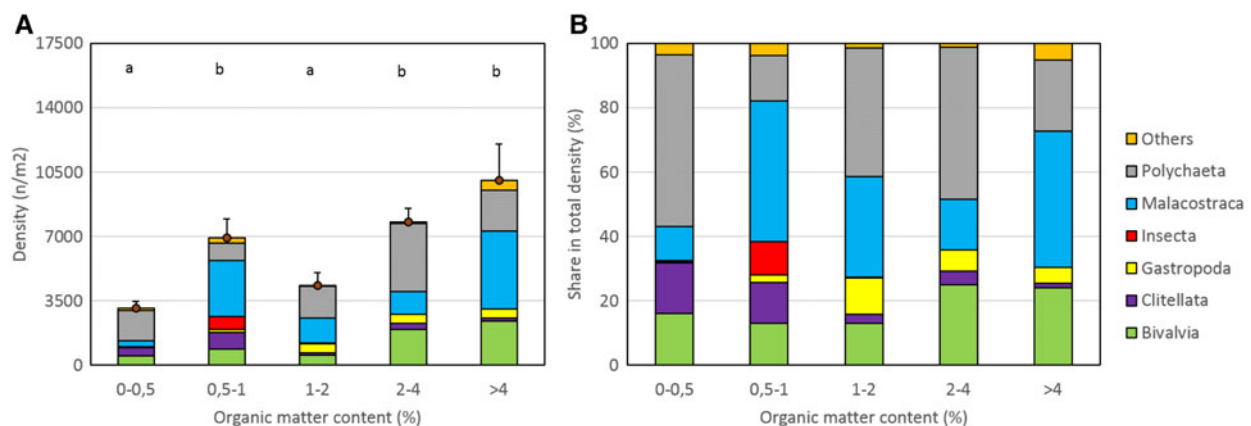 A
17500
14000
10500
7000
3500
0
Density (n/m2)
a b a b b
0-0,5 0,5-1 1-2 2-4 >4
Organic matter content (%)
B
100
80
60
40
20
0
Share in total density (%)
0-0,5 0,5-1 1-2 2-4 >4
Organic matter content (%)
Others
Polychaeta
Malacostraca
Insecta
Gastropoda
Clitellata
Bivalvia